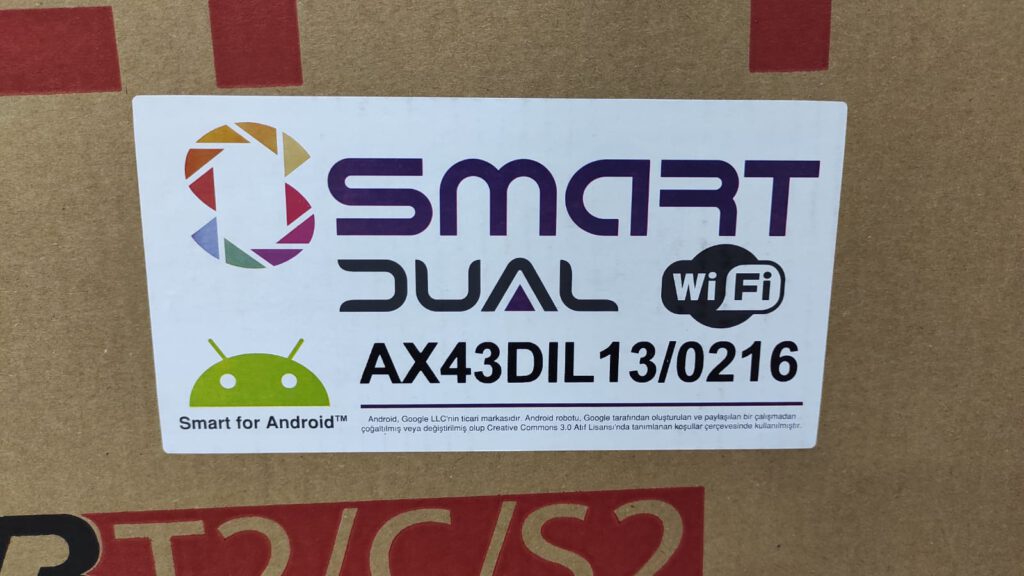 SMART
DUAL
Wi Fi
AX43DIL13/0216
Smart for Android™
Android, Google LLC'nin ticari markasıdır. Android robotu, Google tarafından oluşturulan ve paylaşılan bir çalışmadan
çoğaltılmış veya değiştirilmiş olup Creative Commons 3.0 Atıf Lisansı'nda tanımlanan koşullar çerçevesinde kullanılmıştır.
R T2/C/S2